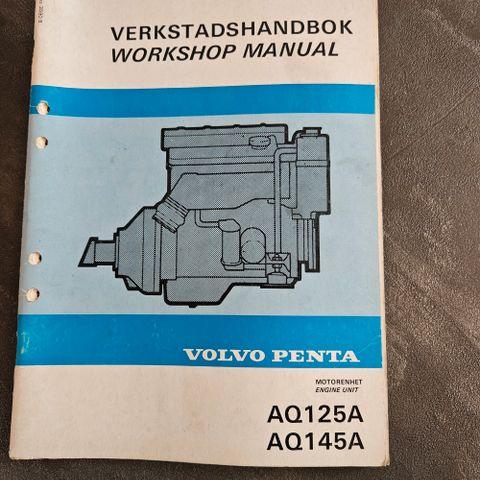 VERKSTADSHANDBOK
WORKSHOP MANUAL
VOLVO PENTA
MOTORENHET
ENGINE UNIT
AQ125A
AQ145A